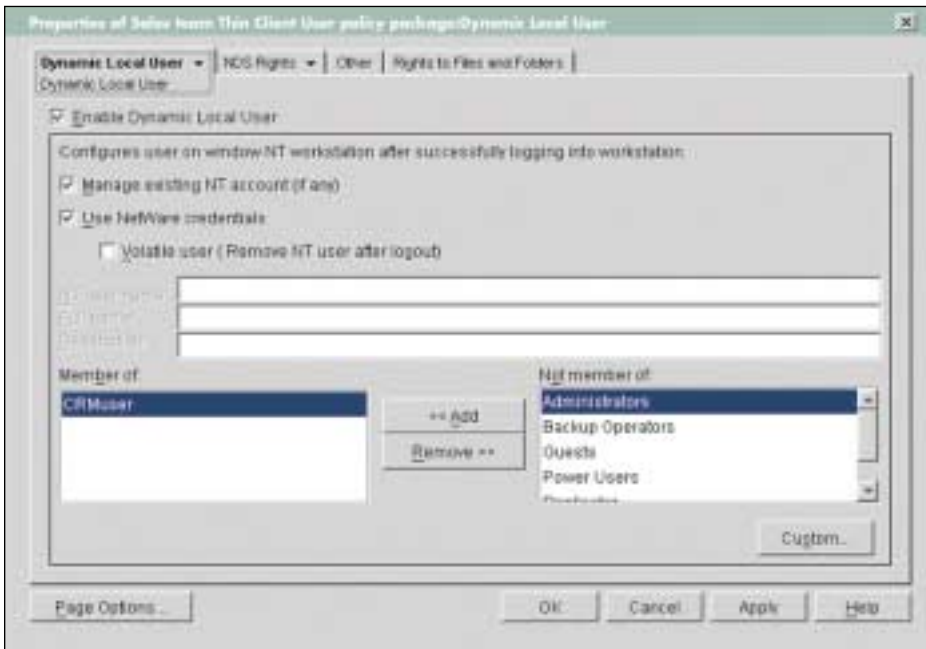 Properties of Sales team Thin Client User policy package:Dynamic Local User
Dynamic Local User NDS Rights Other Rights to Files and Folders
Dynamic Local User
Enable Dynamic Local User
Configures user on window NT workstation after successfully logging into workstation
Manage existing NT account (if any)
Use NetWare credentials
Volatile user ( Remove NT user after logout)
Member of Not member of
CRMuser Administrators
<< Add Backup Operators
Remove >> Guests
Power Users
Custom...
Page Options... OK Cancel Apply Help